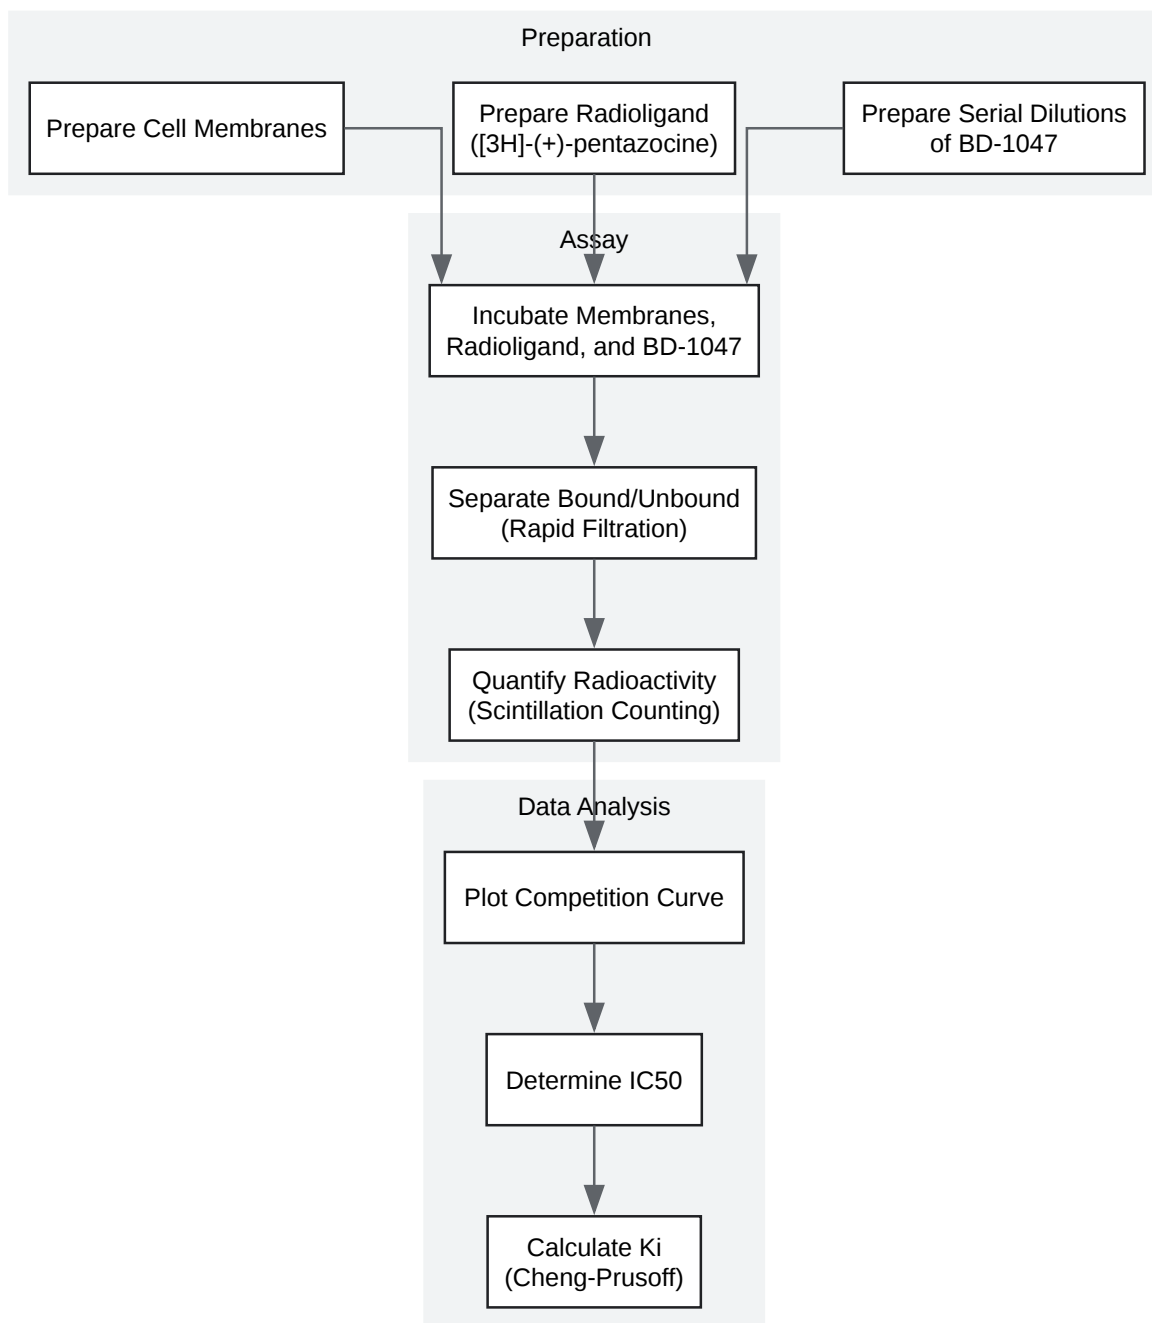 Preparation
Prepare Cell Membranes
Prepare Radioligand
([3H]-(+)-pentazocine)
Prepare Serial Dilutions
of BD-1047
Assay
Incubate Membranes,
Radioligand, and BD-1047
Separate Bound/Unbound
(Rapid Filtration)
Quantify Radioactivity
(Scintillation Counting)
Data Analysis
Plot Competition Curve
Determine IC50
Calculate Ki
(Cheng-Prusoff)